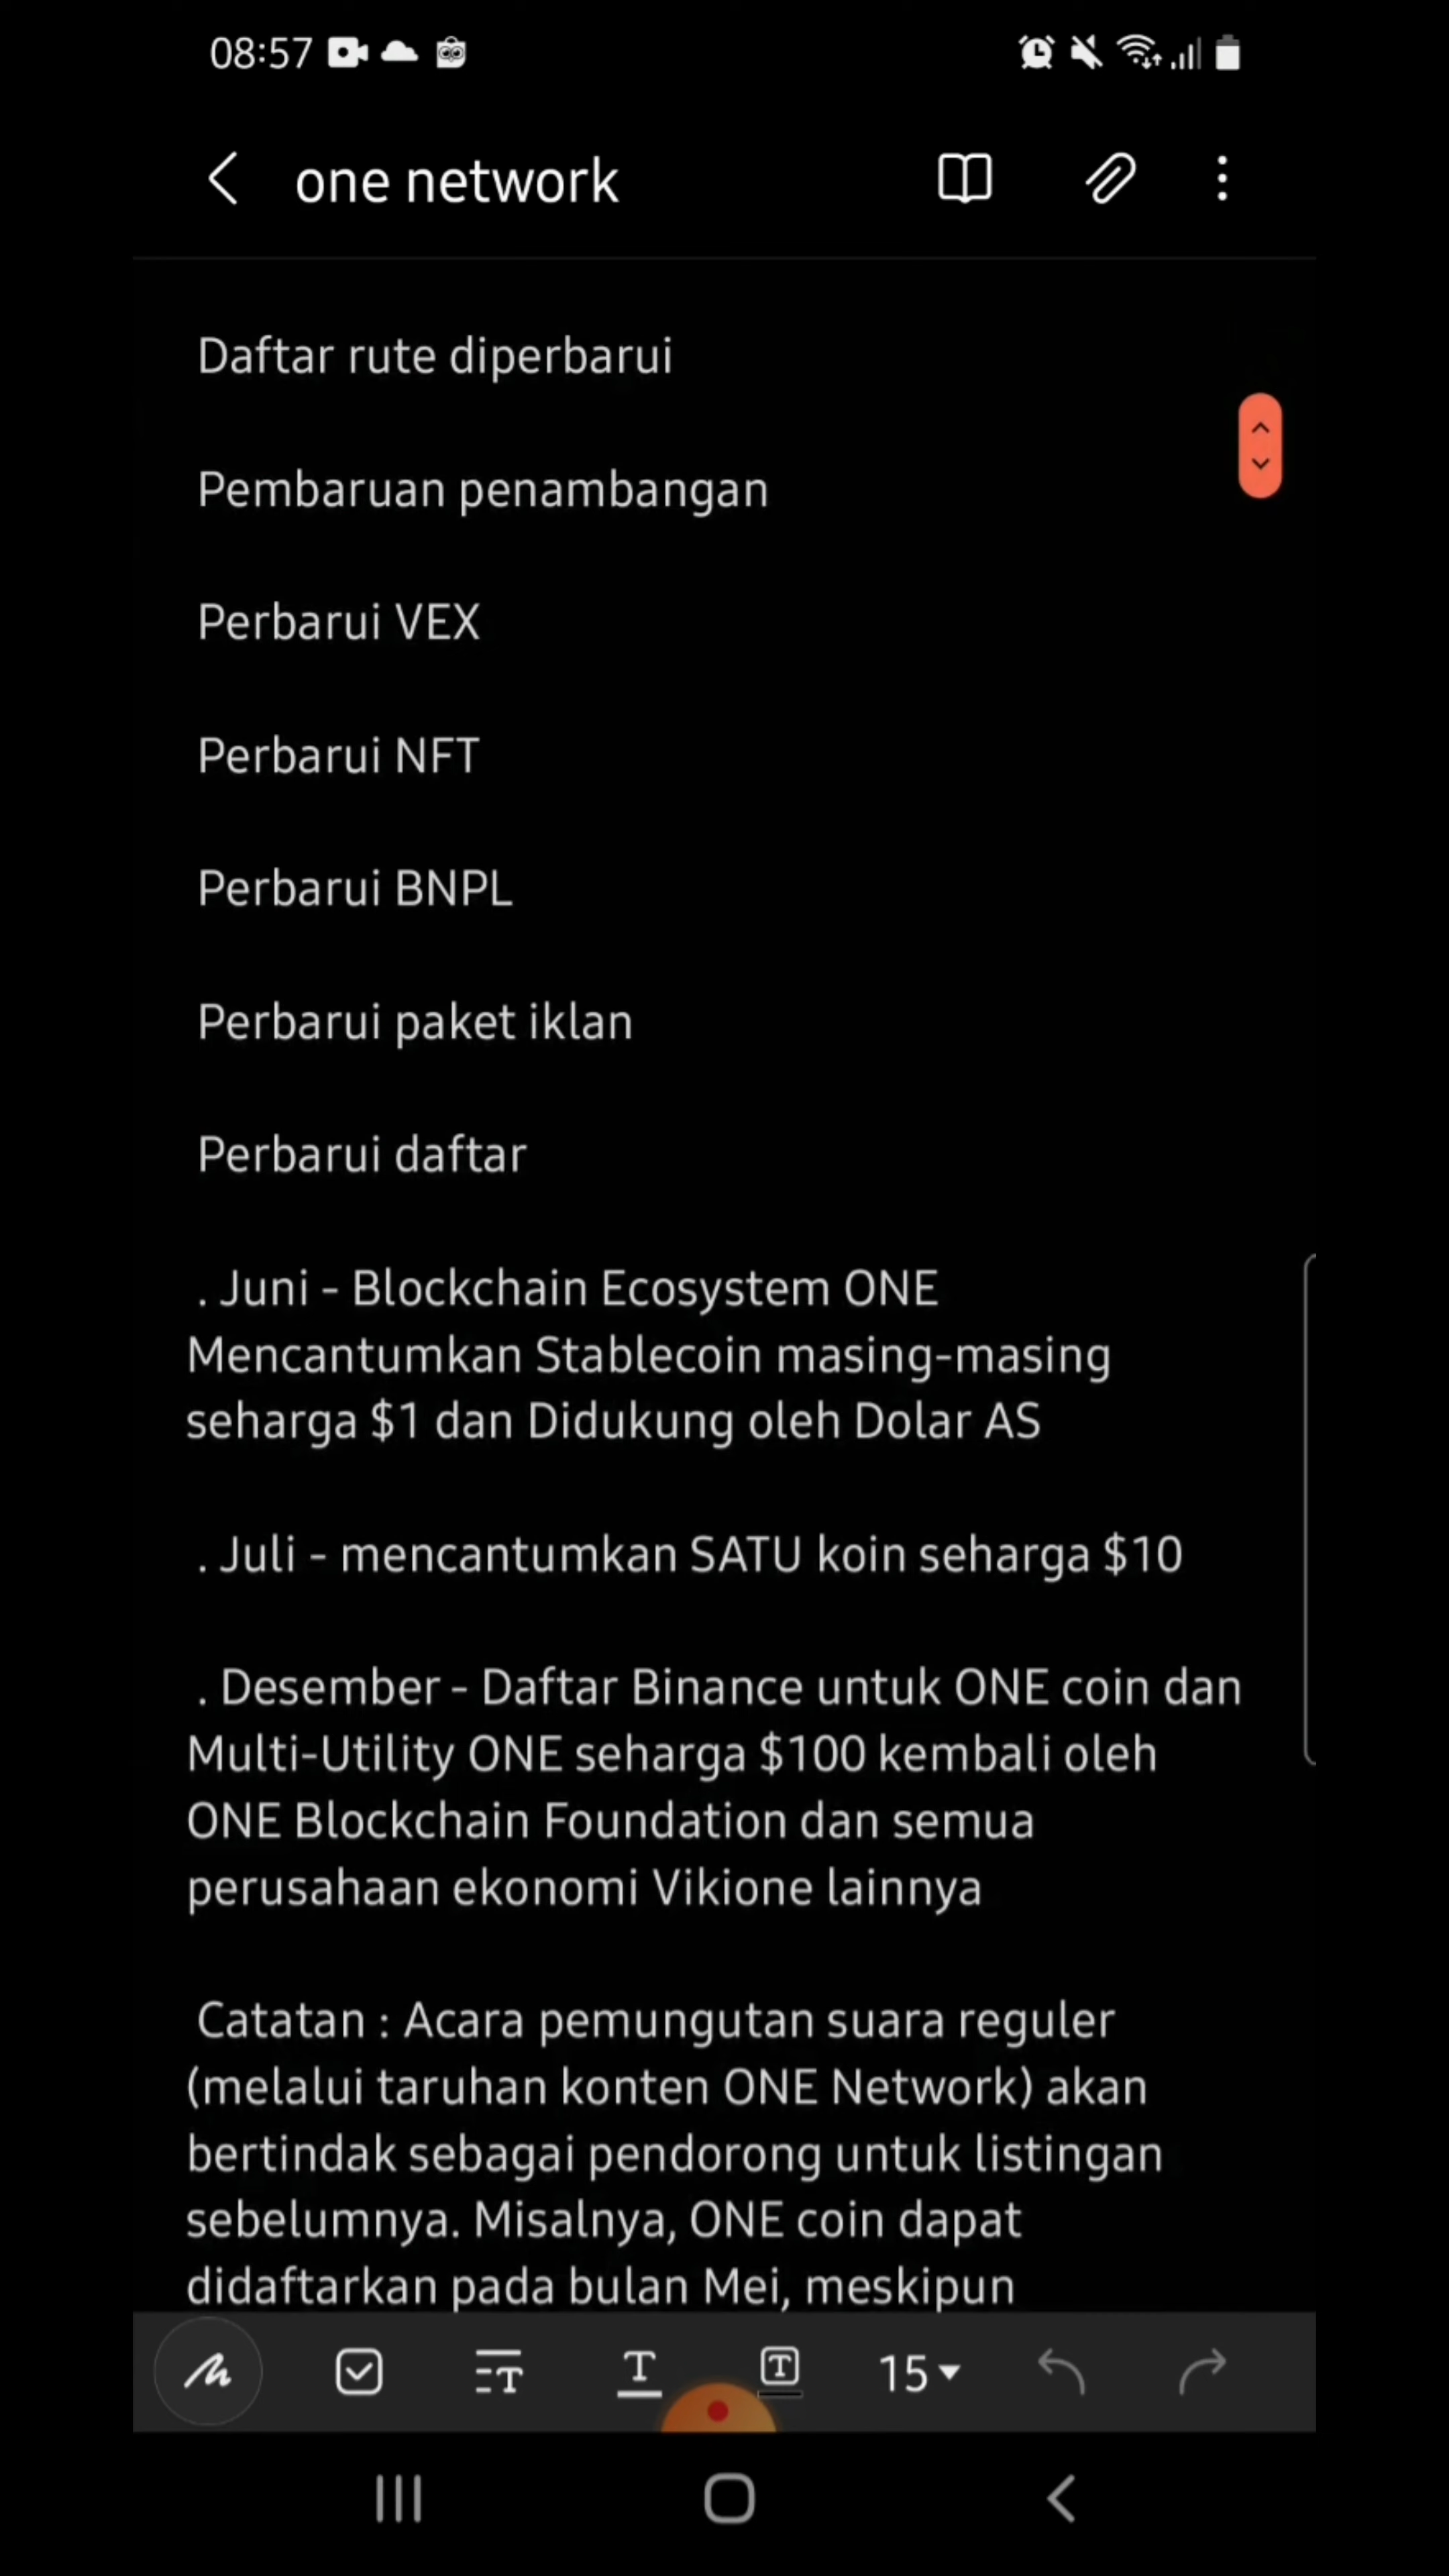 08:57
one network
Daftar rute diperbarui
Pembaruan penambangan
Perbarui VEX
Perbarui NFT
Perbarui BNPL
Perbarui paket iklan
Perbarui daftar
. Juni - Blockchain Ecosystem ONE
Mencantumkan Stablecoin masing-masing
seharga $1 dan Didukung oleh Dolar AS
. Juli - mencantumkan SATU koin seharga $10
. Desember - Daftar Binance untuk ONE coin dan
Multi-Utility ONE seharga $100 kembali oleh
ONE Blockchain Foundation dan semua
perusahaan ekonomi Vikione lainnya
Catatan : Acara pemungutan suara reguler
(melalui taruhan konten ONE Network) akan
bertindak sebagai pendorong untuk listingan
sebelumnya. Misalnya, ONE coin dapat
didaftarkan pada bulan Mei, meskipun
15